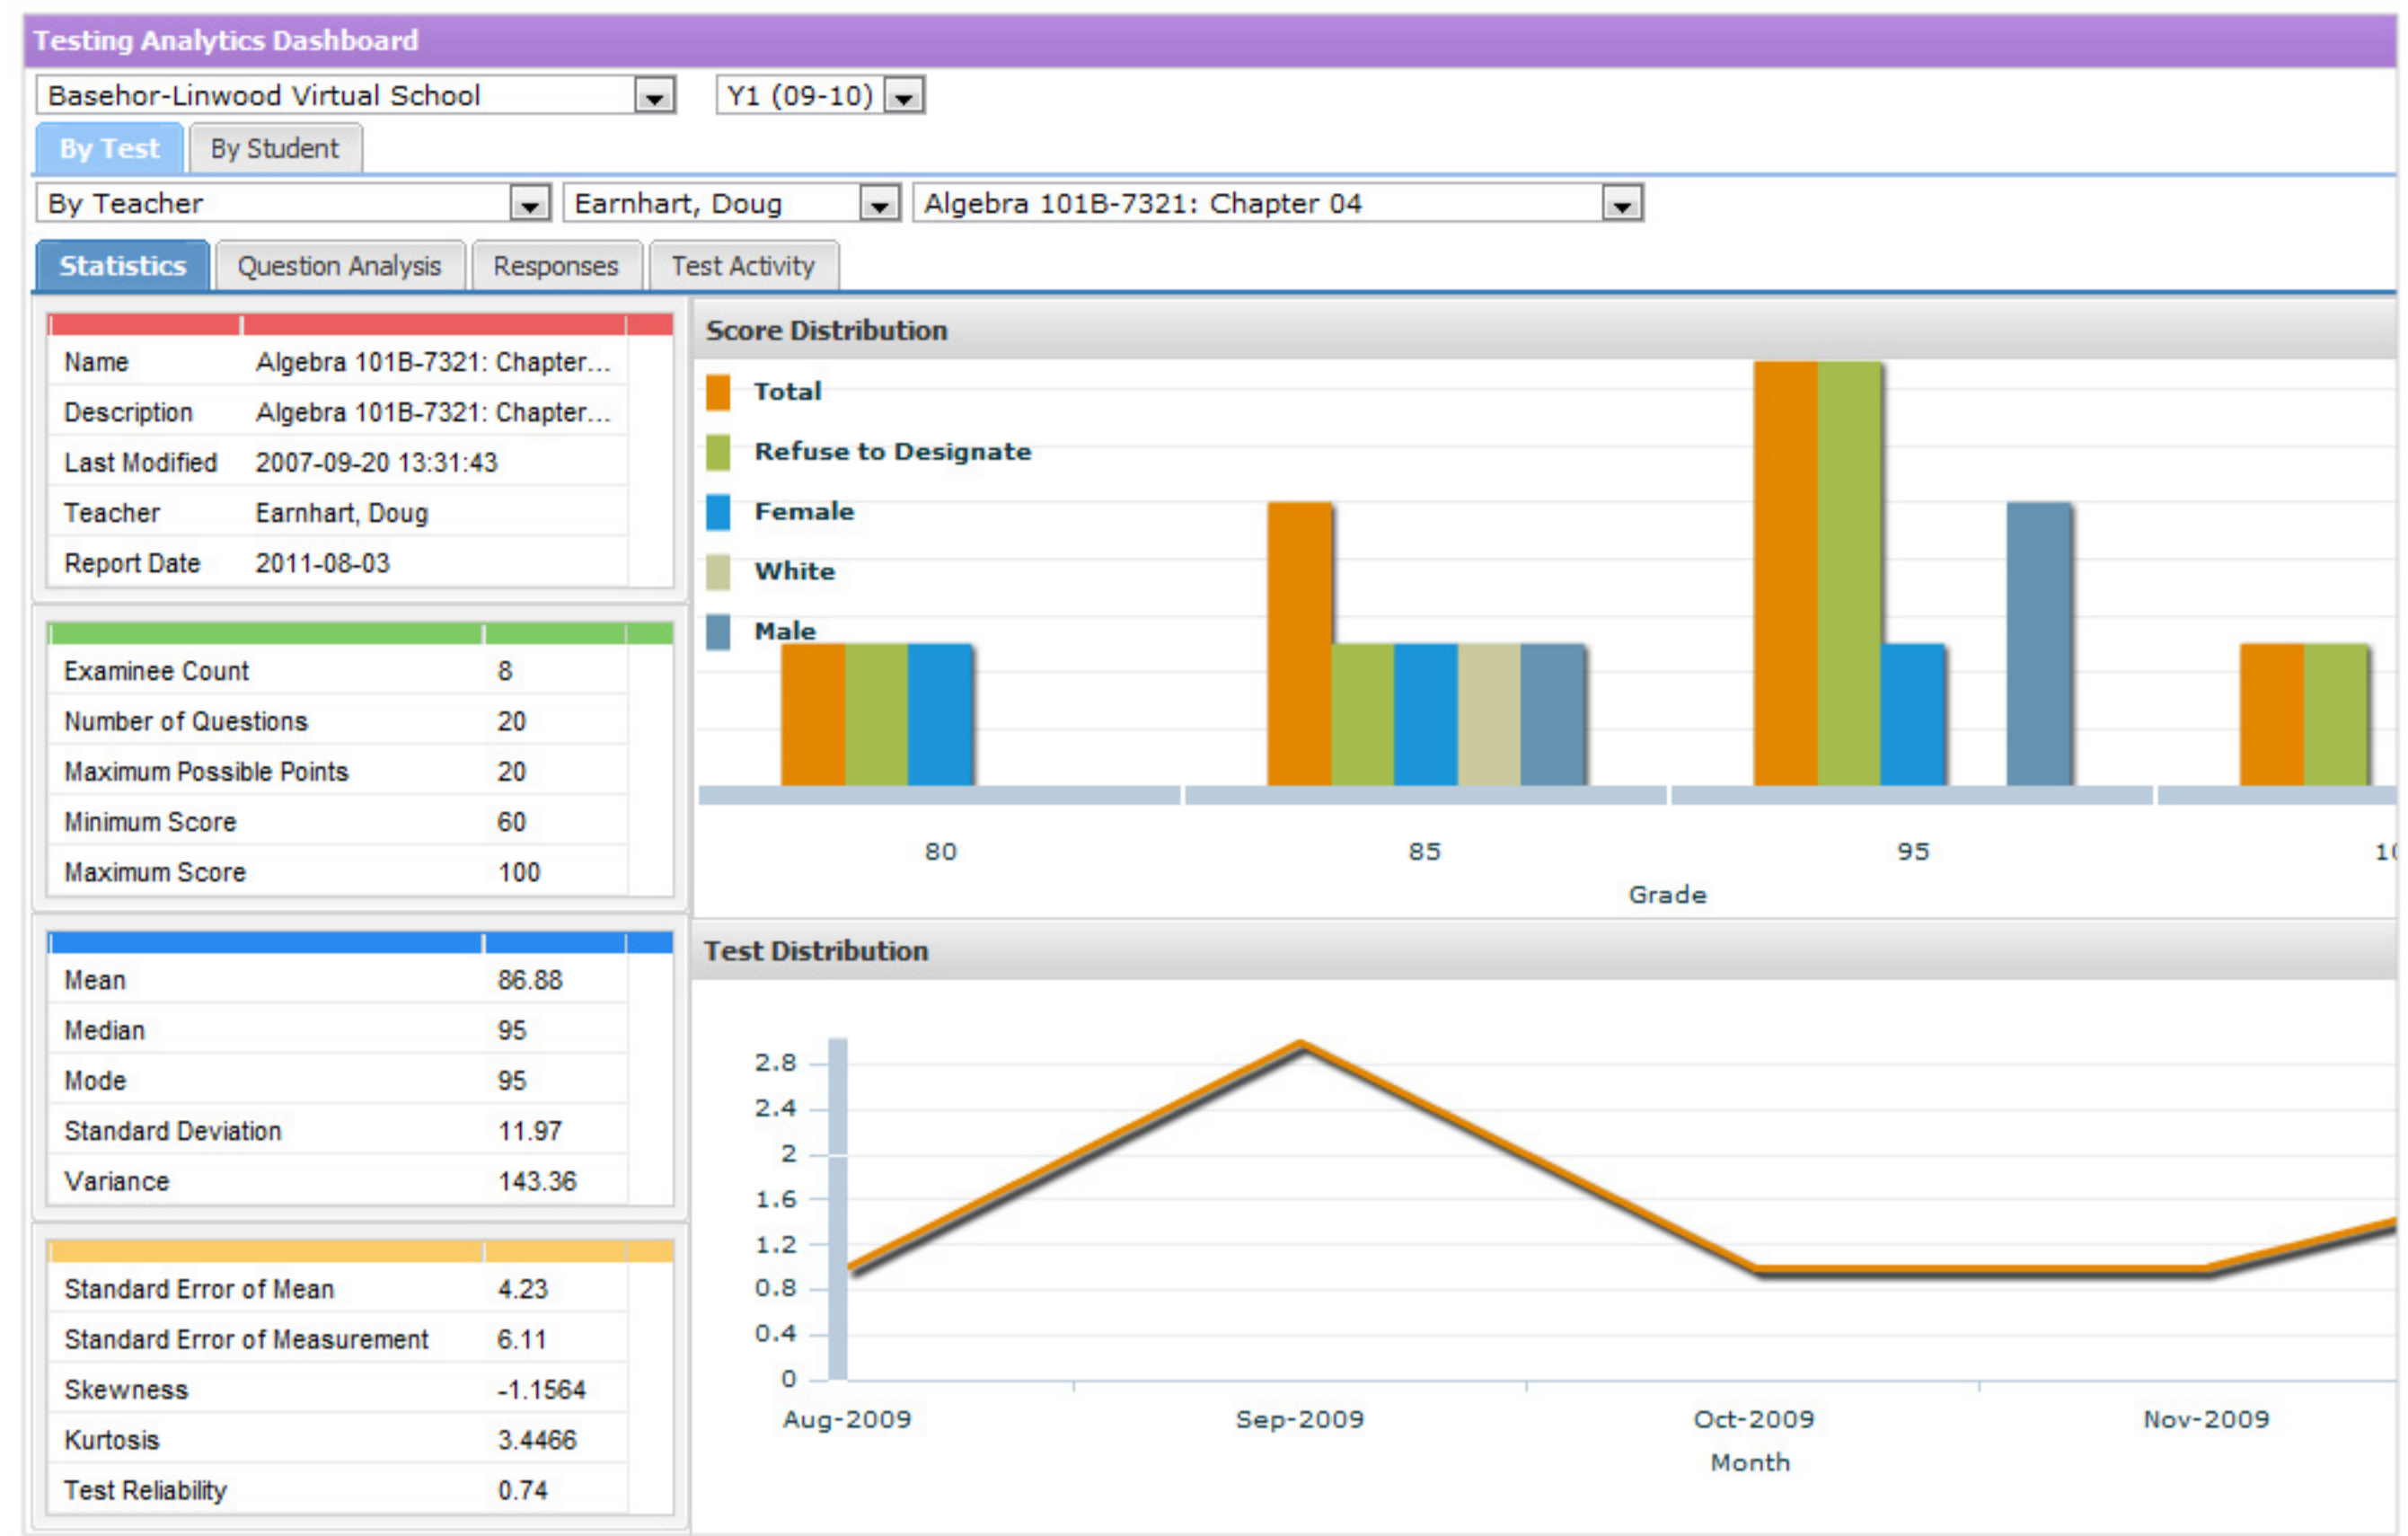 Testing Analytics Dashboard
Basehor-Linwood Virtual School Y1 (09-10)
By Test By Student
By Teacher Earnhart, Doug Algebra 101B-7321: Chapter 04
Statistics Question Analysis Responses Test Activity
Name Algebra 101B-7321: Chapter...
Description Algebra 101B-7321: Chapter...
Last Modified 2007-09-20 13:31:43
Teacher Earnhart, Doug
Report Date 2011-08-03
Examinee Count 8
Number of Questions 20
Maximum Possible Points 20
Minimum Score 60
Maximum Score 100
Mean 86.88
Median 95
Mode 95
Standard Deviation 11.97
Variance 143.36
Standard Error of Mean 4.23
Standard Error of Measurement 6.11
Skewness -1.1564
Kurtosis 3.4466
Test Reliability 0.74
Score Distribution
Total
Refuse to Designate
Female
White
Male
80 85 95
Grade
Test Distribution
2.8
2.4
2
1.6
1.2
0.8
0.4
0
Aug-2009 Sep-2009 Oct-2009 Nov-2009
Month